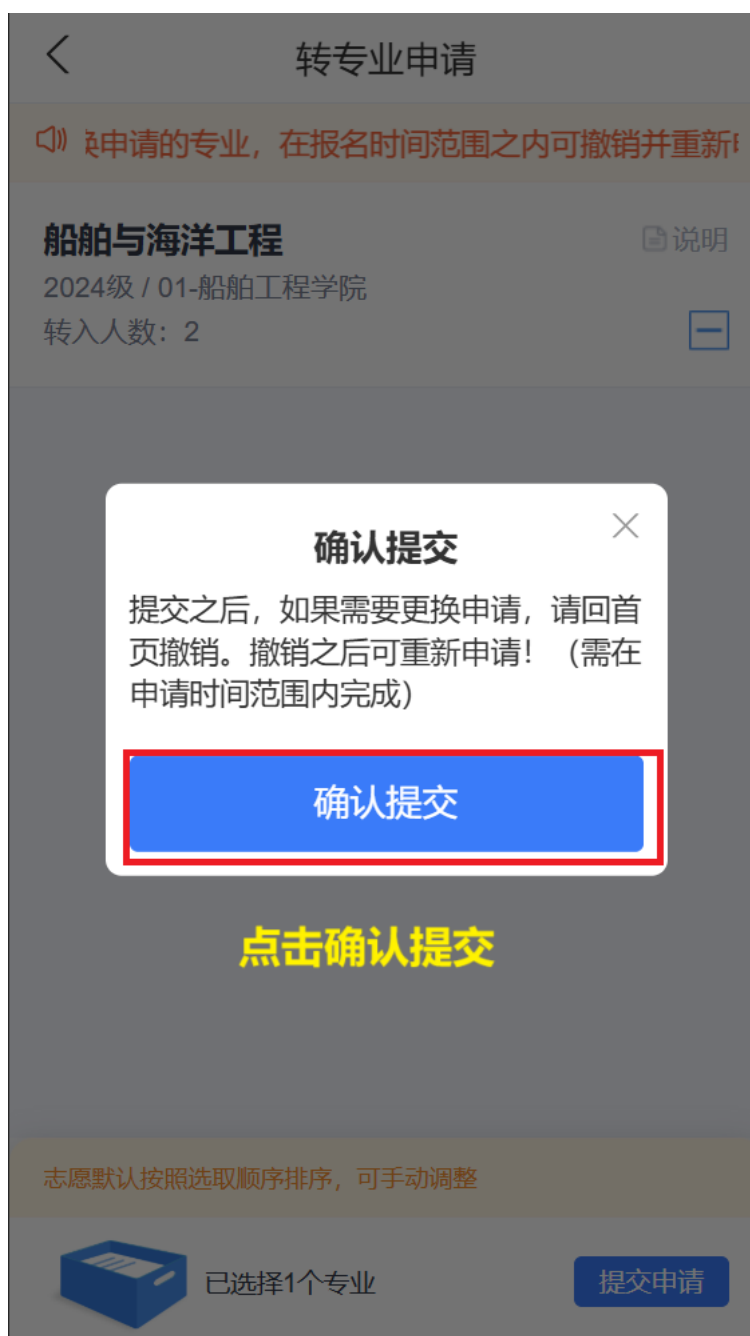 转专业申请
换申请的专业，在报名时间范围之内可撤销并重新
船舶与海洋工程
说明
2024级 / 01-船舶工程学院
转入人数：2
确认提交
提交之后，如果需要更换申请，请回首
页撤销。撤销之后可重新申请！（需在
申请时间范围内完成）
确认提交
点击确认提交
志愿默认按照选取顺序排序，可手动调整
已选择1个专业
提交申请